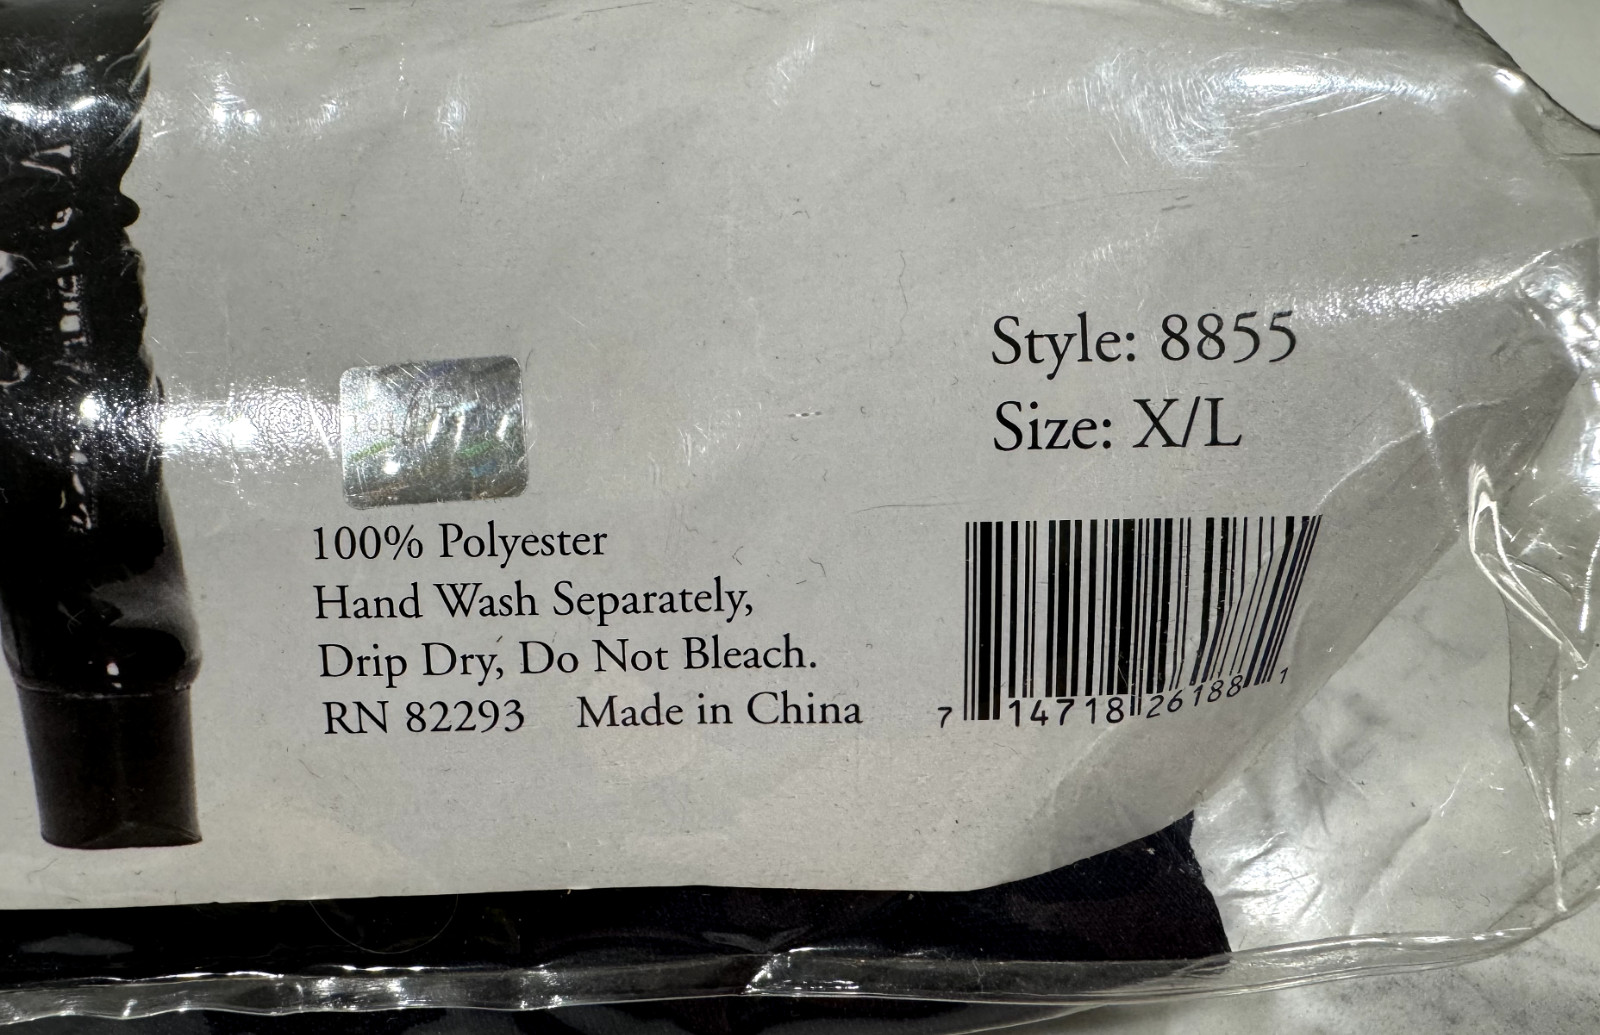 Style: 8855
Size: X/L
100% Polyester
Hand Wash Separately,
Drip Dry, Do Not Bleach.
RN 82293 Made in China
7 14718 26188 1